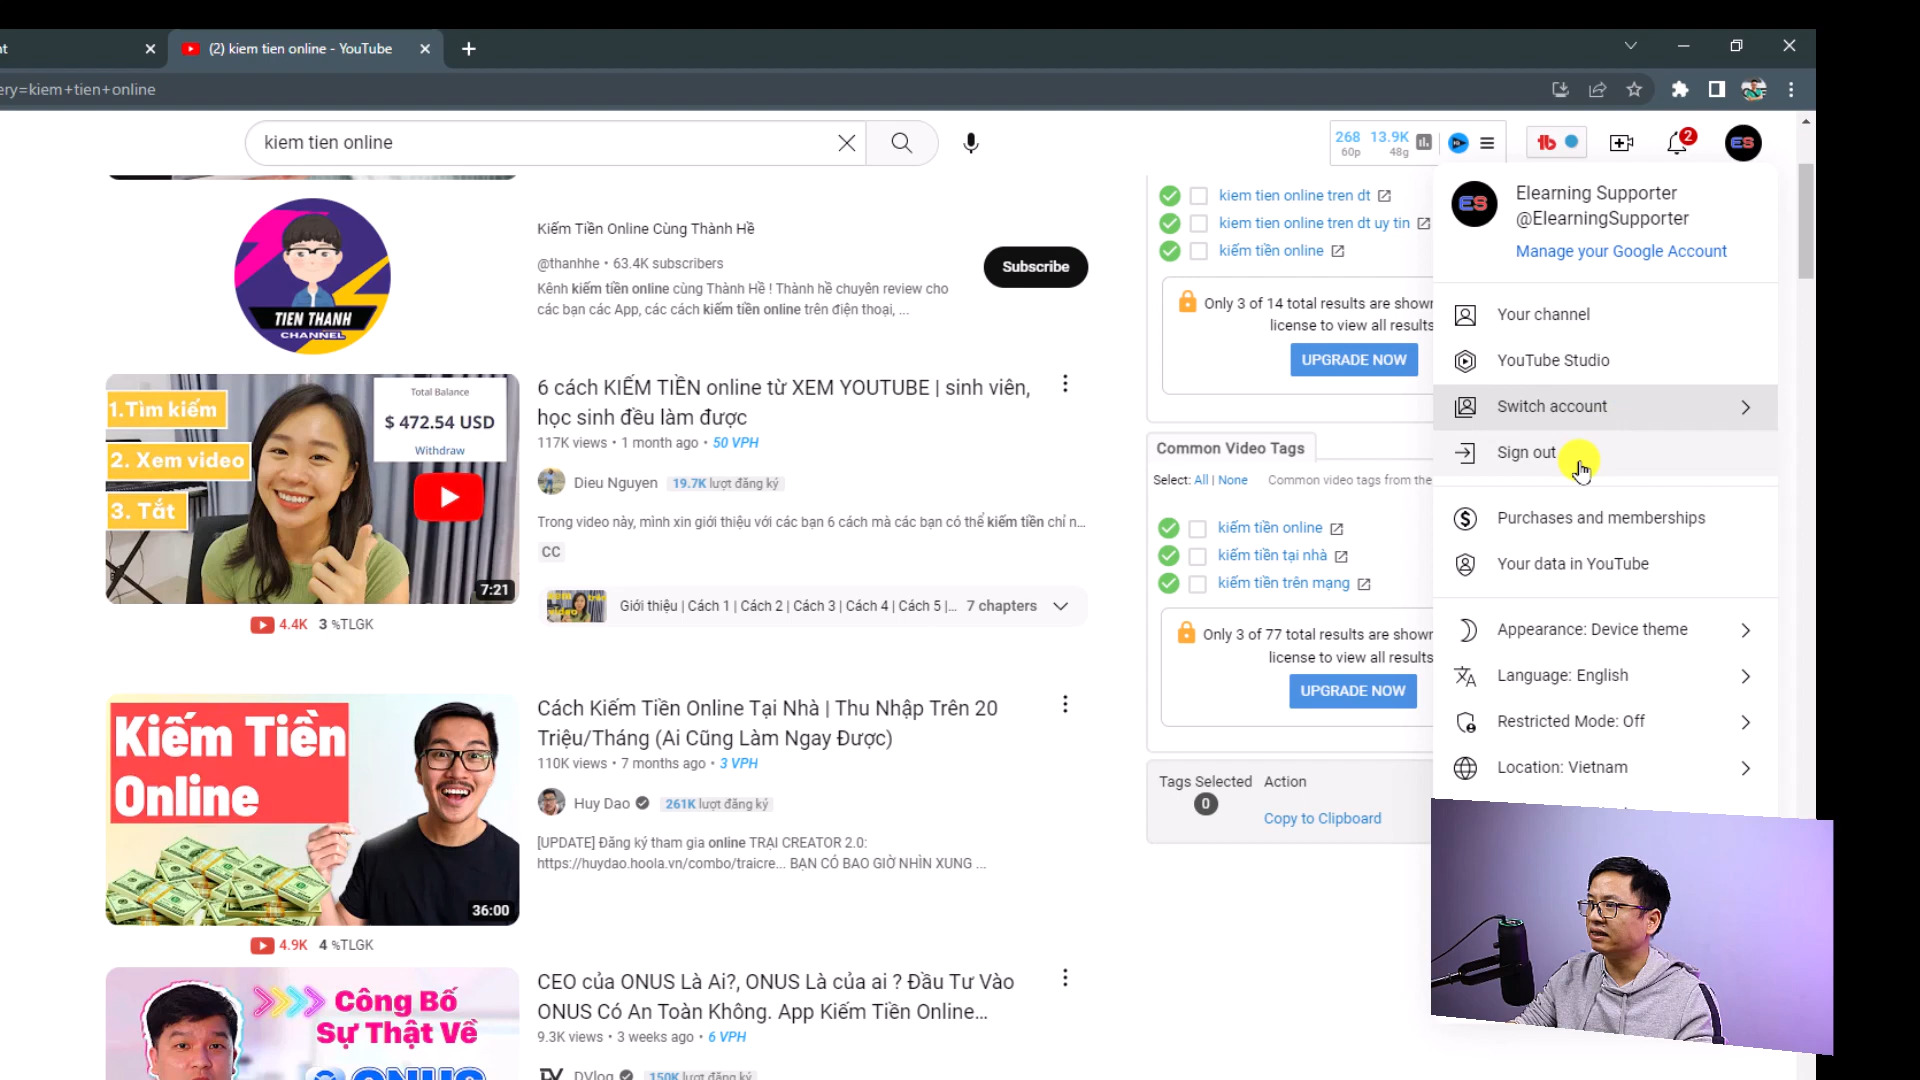 nt
(2) kiem tien online - YouTube
ery=kiem+tien+online
kiem tien online
268 13.9K
60p 48g
tb
2
ES
TIEN THANH
CHANNEL
Kiếm Tiền Online Cùng Thành Hề
@thanhhe • 63.4K subscribers
Kênh kiếm tiền online cùng Thành Hề ! Thành hề chuyên review cho
các bạn các App, các cách kiếm tiền online trên điện thoại, ...
Subscribe
1.Tìm kiếm
2. Xem video
3. Tắt
Total Balance
$ 472.54 USD
Withdraw
7:21
4.4K 3 %TLGK
6 cách KIẾM TIỀN online từ XEM YOUTUBE | sinh viên,
học sinh đều làm được
117K views • 1 month ago • 50 VPH
Dieu Nguyen 19.7K lượt đăng ký
Trong video này, mình xin giới thiệu với các bạn 6 cách mà các bạn có thể kiếm tiền chỉ n...
CC
Giới thiệu | Cách 1 | Cách 2 | Cách 3 | Cách 4 | Cách 5 |... 7 chapters
Kiếm Tiền
Online
36:00
4.9K 4 %TLGK
Cách Kiếm Tiền Online Tại Nhà | Thu Nhập Trên 20
Triệu/Tháng (Ai Cũng Làm Ngay Được)
110K views • 7 months ago • 3 VPH
Huy Dao 261K lượt đăng ký
[UPDATE] Đăng ký tham gia online TRẠI CREATOR 2.0:
https://huydao.hoola.vn/combo/traicre... BẠN CÓ BAO GIỜ NHÌN XUNG ...
Công Bố
Sự Thật Về
ONUS
CEO của ONUS Là Ai?, ONUS Là của ai ? Đầu Tư Vào
ONUS Có An Toàn Không. App Kiếm Tiền Online...
9.3K views • 3 weeks ago • 6 VPH
DVlog 150K lượt đăng ký
kiem tien online tren dt
kiem tien online tren dt uy tin
kiếm tiền online
Only 3 of 14 total results are shown
license to view all results
UPGRADE NOW
Common Video Tags
Select: All | None Common video tags from the
kiếm tiền online
kiếm tiền tại nhà
kiếm tiền trên mạng
Only 3 of 77 total results are shown
license to view all results
UPGRADE NOW
Tags Selected Action
0
Copy to Clipboard
ES
Elearning Supporter
@ElearningSupporter
Manage your Google Account
Your channel
YouTube Studio
Switch account
Sign out
Purchases and memberships
Your data in YouTube
Appearance: Device theme
Language: English
Restricted Mode: Off
Location: Vietnam